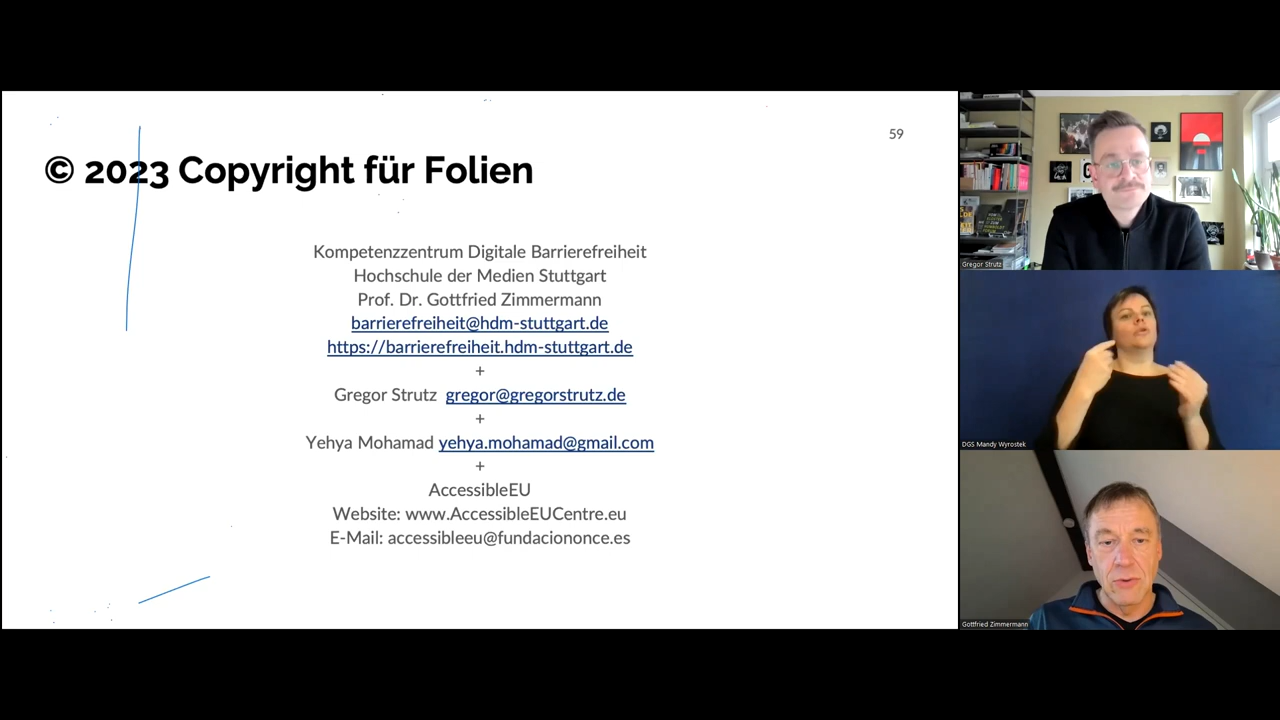 59
© 2023 Copyright für Folien
Kompetenzzentrum Digitale Barrierefreiheit
Hochschule der Medien Stuttgart
Prof. Dr. Gottfried Zimmermann
barrierefreiheit@hdm-stuttgart.de
https://barrierefreiheit.hdm-stuttgart.de
+
Gregor Strutz gregor@gregorstrutz.de
+
Yehya Mohamad yehya.mohamad@gmail.com
+
AccessibleEU
Website: www.AccessibleEUCentre.eu
E-Mail: accessibleeu@fundaciononce.es
Gregor Strutz
DGS Mandy Wyrostek
Gottfried Zimmermann